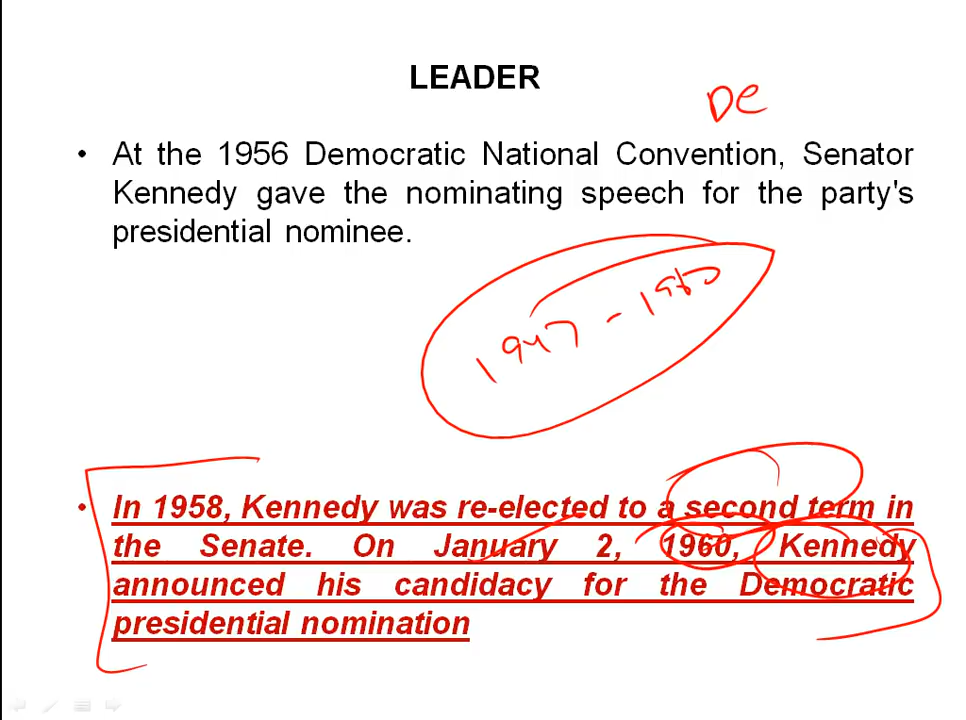 LEADER
DE
• At the 1956 Democratic National Convention, Senator
Kennedy gave the nominating speech for the party's
presidential nominee.
1947 - 1960
• In 1958, Kennedy was re-elected to a second term in
the Senate. On January 2, 1960, Kennedy
announced his candidacy for the Democratic
presidential nomination